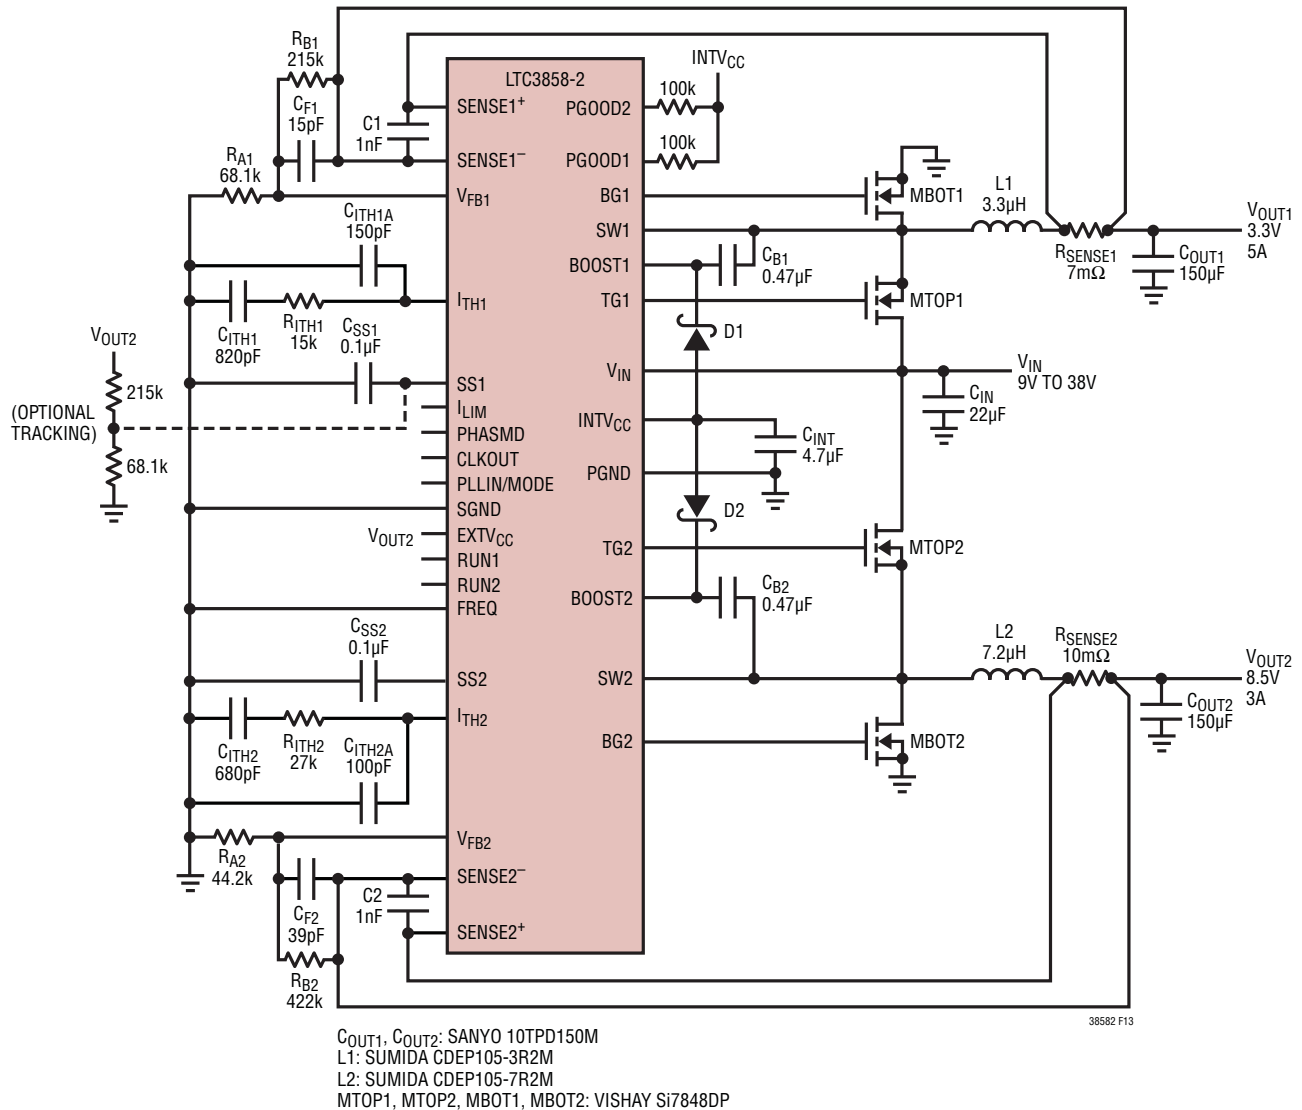 RB1
215k
CF1
15pF
RA1
68.1k
C1
1nF
CITH1A
150pF
CITH1
820pF
RITH1
15k
CSS1
0.1µF
VOUT2
215k
(OPTIONAL
TRACKING)
68.1k
VOUT2
CSS2
0.1µF
CITH2
680pF
RITH2
27k
CITH2A
100pF
RA2
44.2k
CF2
39pF
C2
1nF
RB2
422k
LTC3858-2
SENSE1+
SENSE1–
VFB1
ITH1
SS1
ILIM
PHASMD
CLKOUT
PLLIN/MODE
SGND
EXTVCC
RUN1
RUN2
FREQ
SS2
ITH2
VFB2
SENSE2–
SENSE2+
PGOOD2
PGOOD1
BG1
SW1
BOOST1
TG1
VIN
INTVCC
PGND
TG2
BOOST2
SW2
BG2
INTVCC
100k
100k
CB1
0.47µF
D1
CINT
4.7µF
D2
CB2
0.47µF
MBOT1
MTOP1
VIN
9V TO 38V
CIN
22µF
MTOP2
MBOT2
L1
3.3µH
RSENSE1
7mΩ
COUT1
150µF
VOUT1
3.3V
5A
L2
7.2µH
RSENSE2
10mΩ
COUT2
150µF
VOUT2
8.5V
3A
38582 F13
COUT1, COUT2: SANYO 10TPD150M
L1: SUMIDA CDEP105-3R2M
L2: SUMIDA CDEP105-7R2M
MTOP1, MTOP2, MBOT1, MBOT2: VISHAY Si7848DP